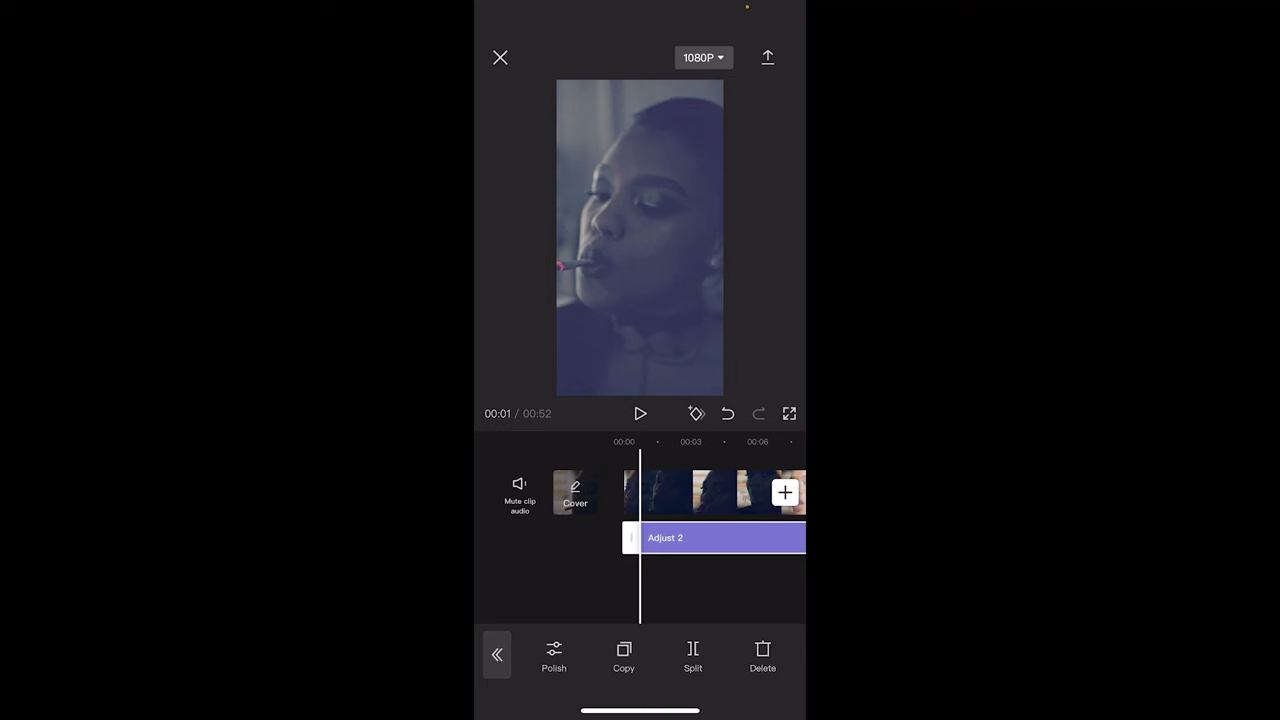 1080P
00:01 / 00:52
00:00 00:03 00:06
Mute clip
audio
Cover
Adjust 2
Polish Copy Split Delete